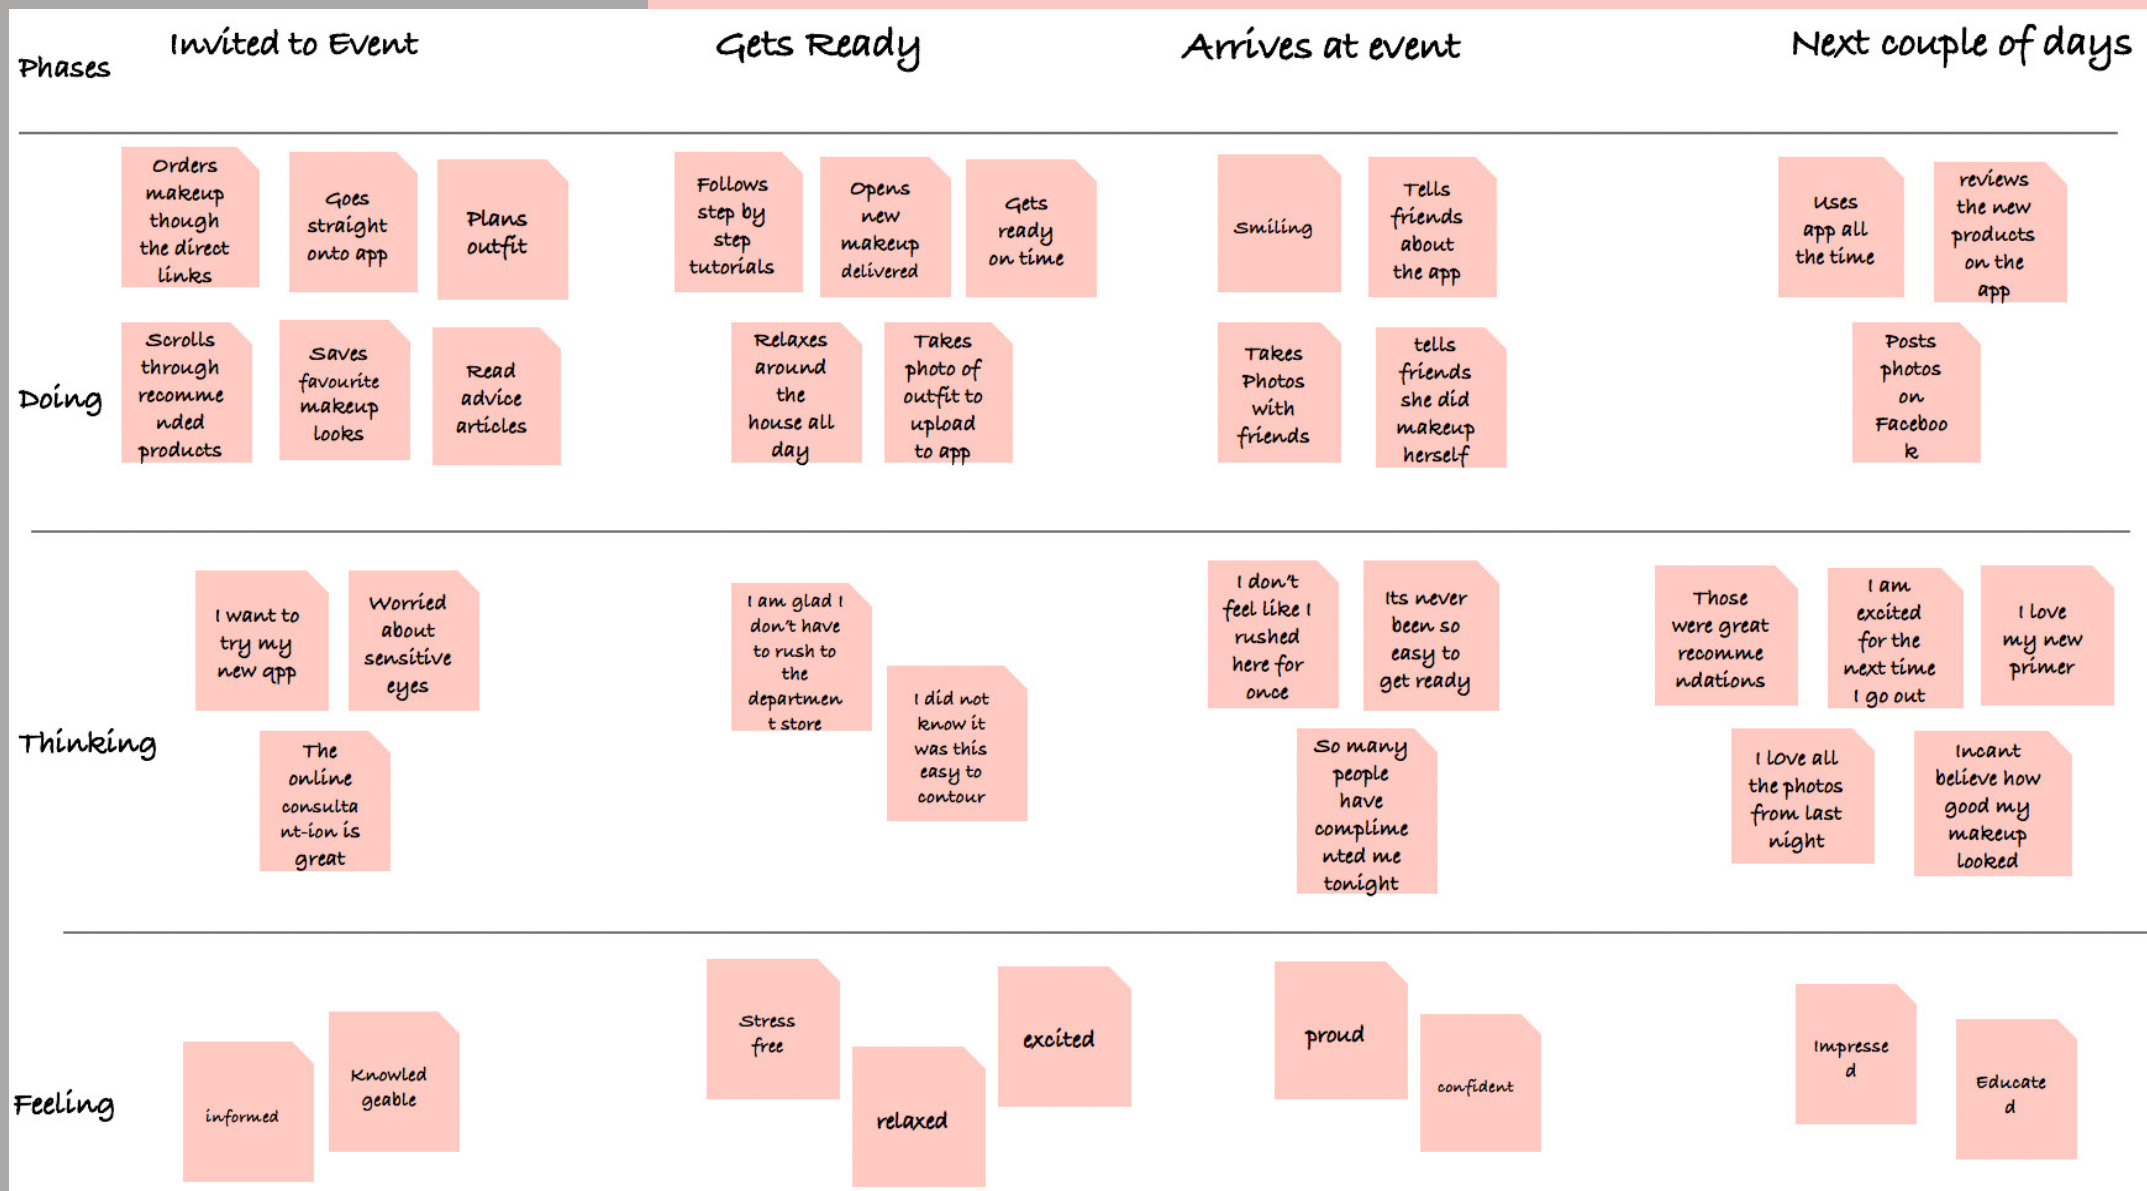 Phases
Invited to Event
Gets Ready
Arrives at event
Next couple of days
Doing
Orders
makeup
though
the direct
links
Goes
straight
onto app
Plans
outfit
Scrolls
through
recomme
nded
products
Saves
favourite
makeup
looks
Read
advice
articles
Follows
step by
step
tutorials
Opens
new
makeup
delivered
Gets
ready
on time
Relaxes
around
the
house all
day
Takes
photo of
outfit to
upload
to app
Smiling
Tells
friends
about
the app
Takes
Photos
with
friends
tells
friends
she did
makeup
herself
Uses
app all
the time
reviews
the new
products
on the
app
Posts
photos
on
Faceboo
k
Thinking
I want to
try my
new qpp
Worried
about
sensitive
eyes
The
online
consulta
nt-ion is
great
I am glad I
don't have
to rush to
the
departmen
t store
I did not
know it
was this
easy to
contour
I don't
feel like I
rushed
here for
once
Its never
been so
easy to
get ready
So many
people
have
complime
nted me
tonight
Those
were great
recomme
ndations
I am
excited
for the
next time
I go out
I love
my new
primer
I lOve all
the photos
from last
night
Incant
believe how
good my
makeup
looked
Feeling
informed
Knowled
geable
Stress
free
relaxed
excited
proud
confident
Impresse
d
Educate
d